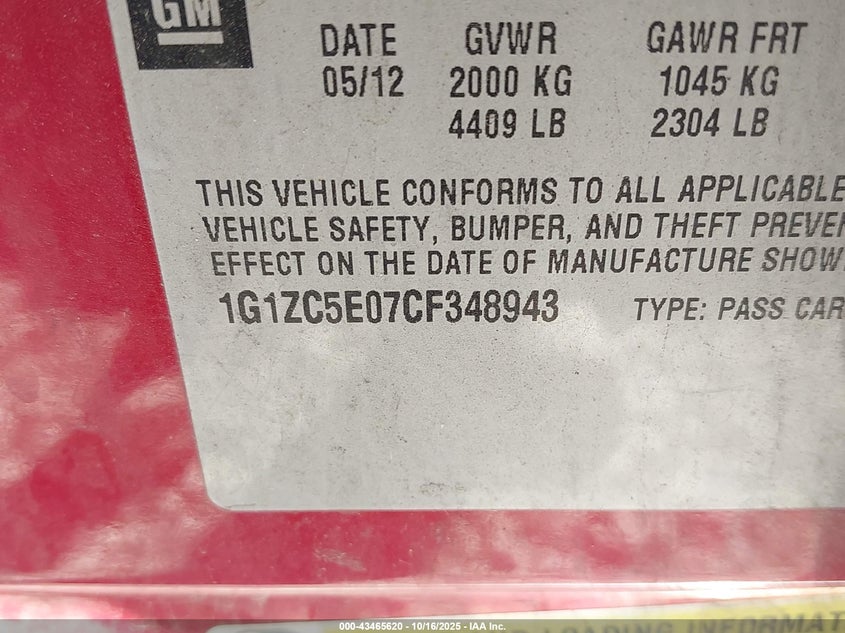 GM
DATE GVWR GAWR FRT
05/12 2000 KG 1045 KG
4409 LB 2304 LB
THIS VEHICLE CONFORMS TO ALL APPLICABLE
VEHICLE SAFETY, BUMPER, AND THEFT PREVEN
EFFECT ON THE DATE OF MANUFACTURE SHOW
1G1ZC5E07CF348943 TYPE: PASS CAR
LOADING INFORMAT
000-43465620 - 10/16/2025 - IAA Inc.